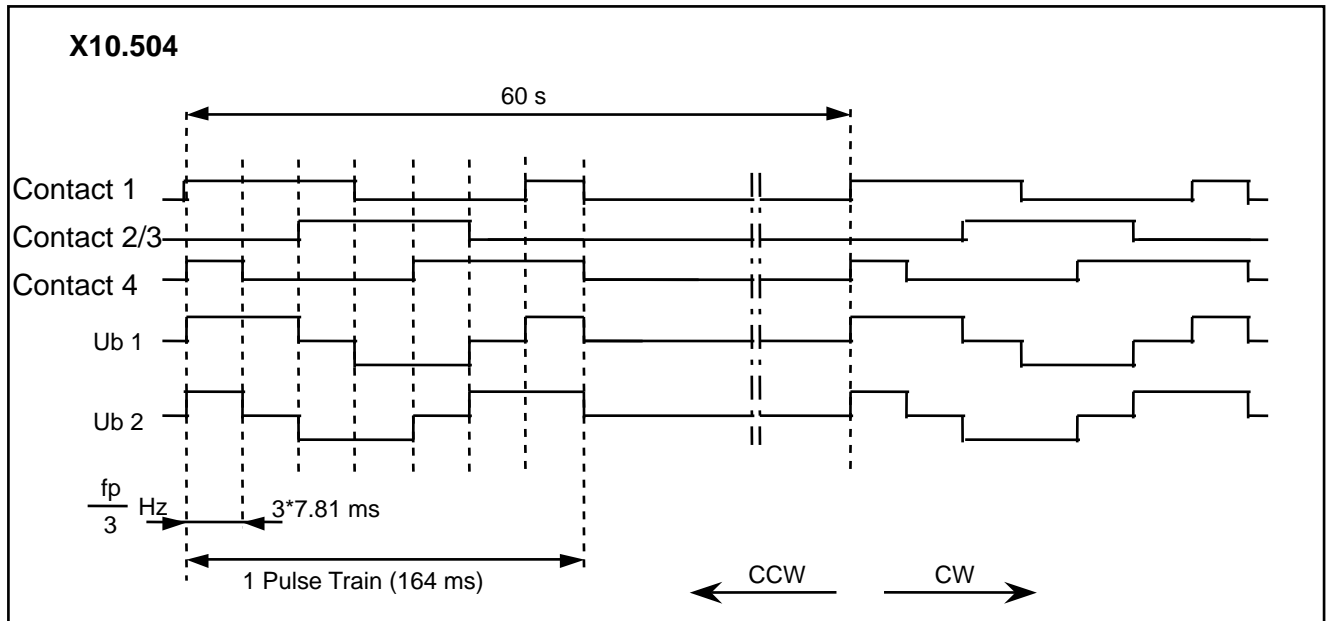 X10.504
60 s
Contact 1
Contact 2/3
Contact 4
Ub 1
Ub 2
fp
3
Hz
3*7.81 ms
1 Pulse Train (164 ms)
CCW
CW